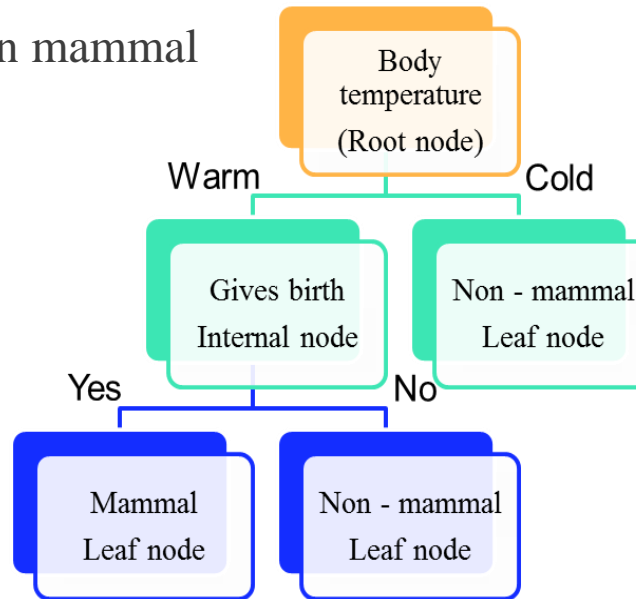 n mammal
Body
temperature
(Root node)
Warm
Cold
Gives birth
Internal node
Non - mammal
Leaf node
Yes
No
Mammal
Leaf node
Non - mammal
Leaf node